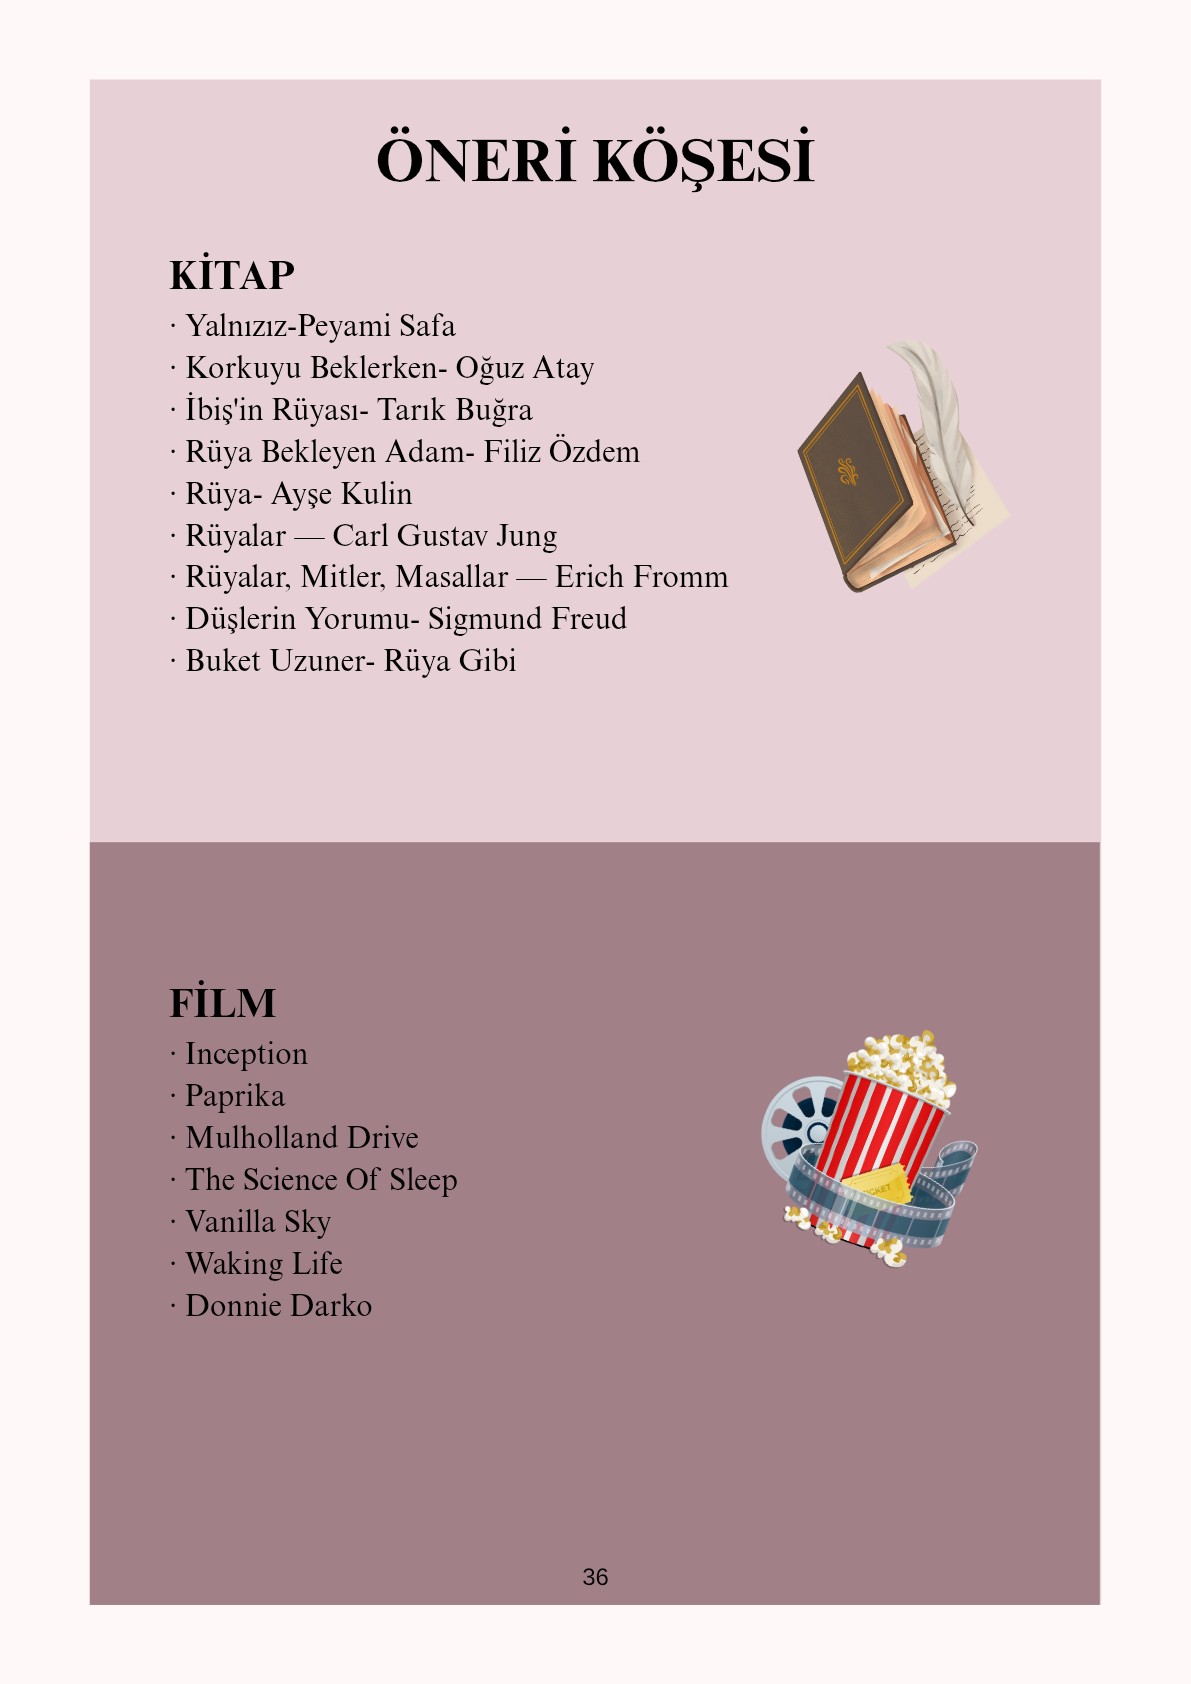 ÖNERİ KÖŞESİ
KİTAP
· Yalnızız-Peyami Safa
· Korkuyu Beklerken- Oğuz Atay
· İbiş'in Rüyası- Tarık Buğra
· Rüya Bekleyen Adam- Filiz Özdem
· Rüya- Ayşe Kulin
· Rüyalar — Carl Gustav Jung
· Rüyalar, Mitler, Masallar — Erich Fromm
· Düşlerin Yorumu- Sigmund Freud
· Buket Uzuner- Rüya Gibi
FİLM
· Inception
· Paprika
· Mulholland Drive
· The Science Of Sleep
· Vanilla Sky
· Waking Life
· Donnie Darko
36